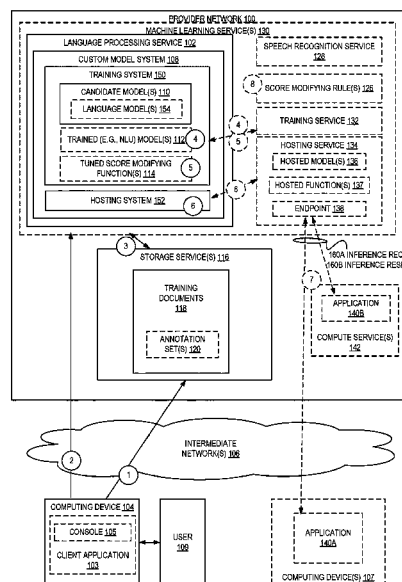 PROVIDER NETWORK 100
MACHINE LEARNING SERVICE(S) 130
LANGUAGE PROCESSING SERVICE 102
CUSTOM MODEL SYSTEM 108
TRAINING SYSTEM 150
CANDIDATE MODEL(S) 110
LANGUAGE MODEL(S) 154
TRAINED (E.G., NLU) MODEL(S) 112
4
TUNED SCORE MODIFYING
FUNCTION(S) 114
5
HOSTING SYSTEM 152
6
SPEECH RECOGNITION SERVICE
128
8
SCORE MODIFYING RULE(S) 126
4
5
TRAINING SERVICE 132
HOSTING SERVICE 134
HOSTED MODEL(S) 136
6
HOSTED FUNCTION(S) 137
ENDPOINT 138
3
STORAGE SERVICE(S) 116
TRAINING
DOCUMENTS
118
ANNOTATION
SET(S) 120
160A INFERENCE REQ
160B INFERENCE RES
7
APPLICATION
140B
COMPUTE SERVICE(S)
142
INTERMEDIATE
NETWORK(S) 106
2
1
COMPUTING DEVICE 104
CONSOLE 105
CLIENT APPLICATION
103
USER
109
APPLICATION
140A
COMPUTING DEVICE(S) 107